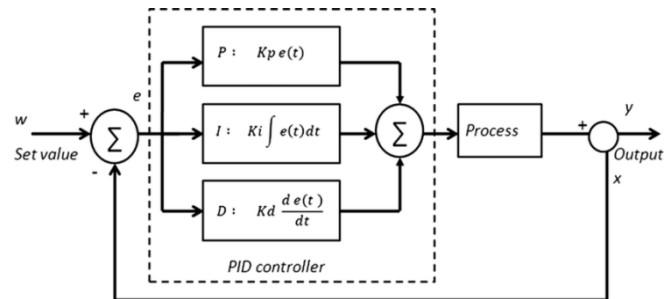 P : Kp e(t)
w
+
e
Σ
I : Ki ∫ e(t)dt
Σ
Process
+
y
Set value
Output
-
x
D : Kd d e(t)/dt
PID controller